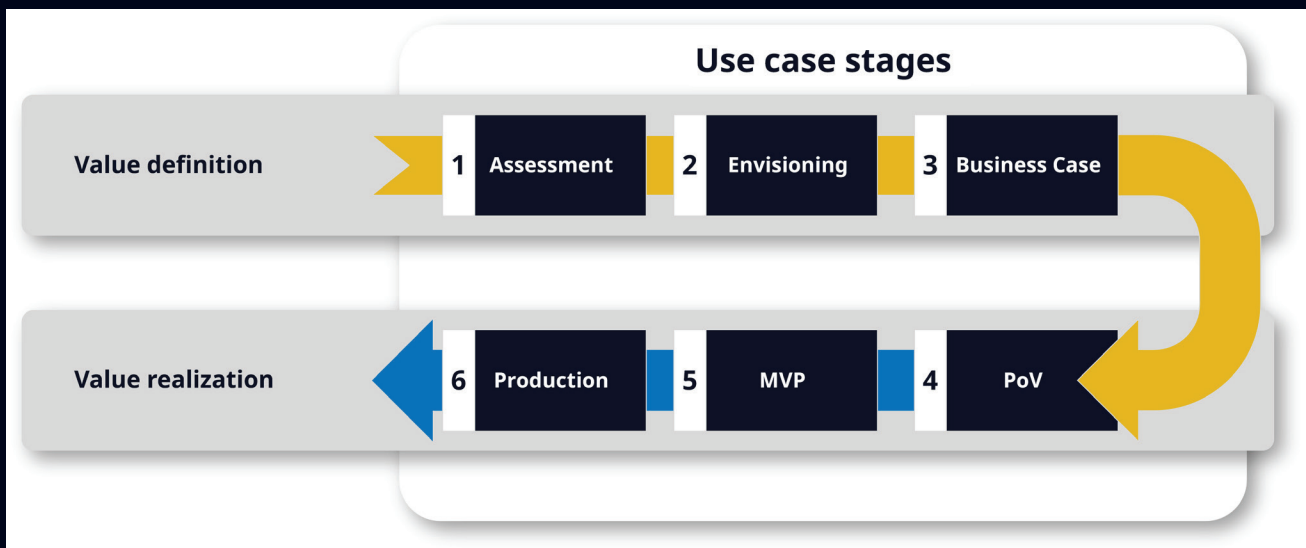 Use case stages
Value definition
1 Assessment
2 Envisioning
3 Business Case
Value realization
6 Production
5 MVP
4 PoV